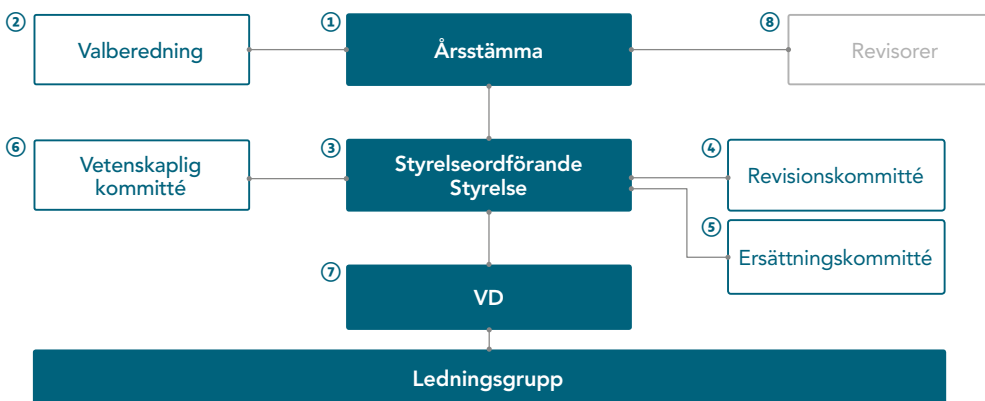 ② Valberedning
① Årsstämma
⑧ Revisorer
⑥ Vetenskaplig
kommitté
③ Styrelseordförande
Styrelse
④ Revisionskommitté
⑤ Ersättningskommitté
⑦ VD
Ledningsgrupp